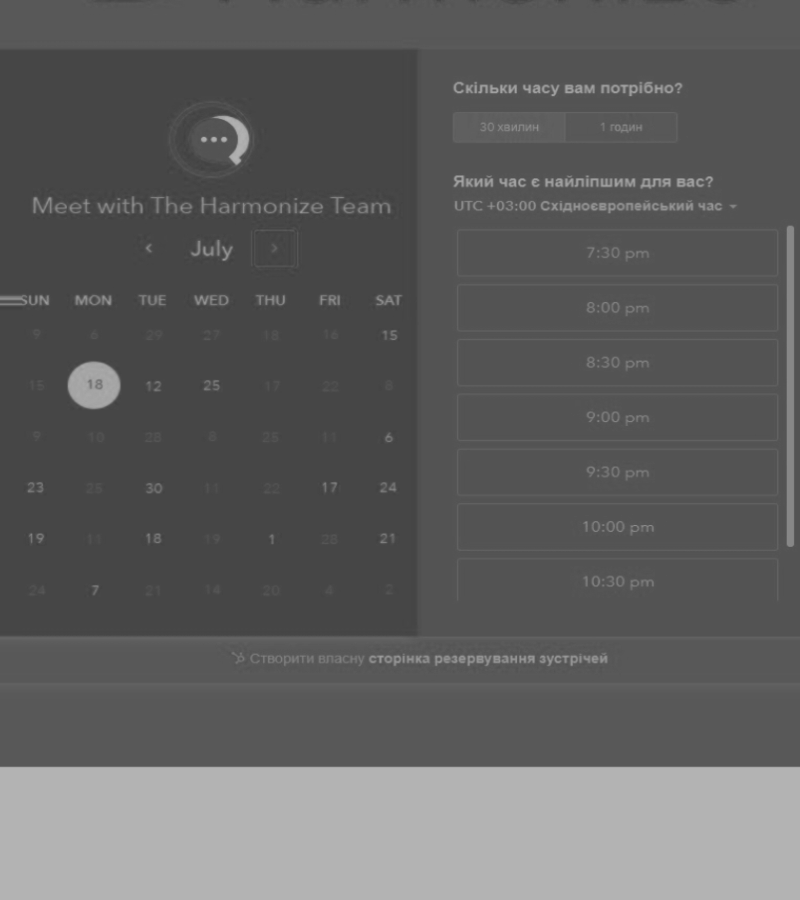 Meet with The Harmonize Team
July
SUN MON TUE WED THU FRI SAT
9 6 29 27 18 16 15
15 18 12 25 17 22 8
9 10 28 8 25 11 6
23 25 30 11 22 17 24
19 11 18 19 1 28 21
24 7 21 14 20 4 2
Скільки часу вам потрібно?
30 хвилин 1 годин
Який час є найліпшим для вас?
UTC +03:00 Східноєвропейський час
7:30 pm
8:00 pm
8:30 pm
9:00 pm
9:30 pm
10:00 pm
10:30 pm
Створити власну сторінка резервування зустрічей